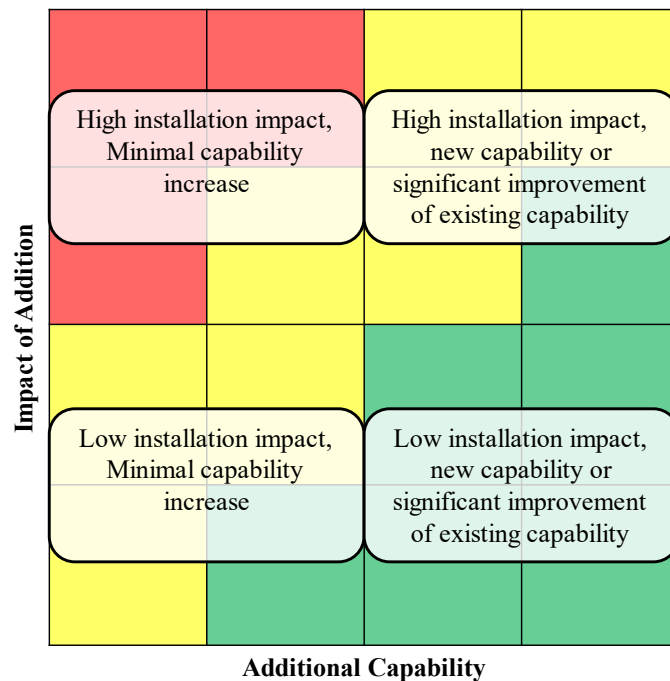 High installation impact,
Minimal capability
increase
High installation impact,
new capability or
significant improvement
of existing capability
Impact of Addition
Low installation impact,
Minimal capability
increase
Low installation impact,
new capability or
significant improvement
of existing capability
Additional Capability